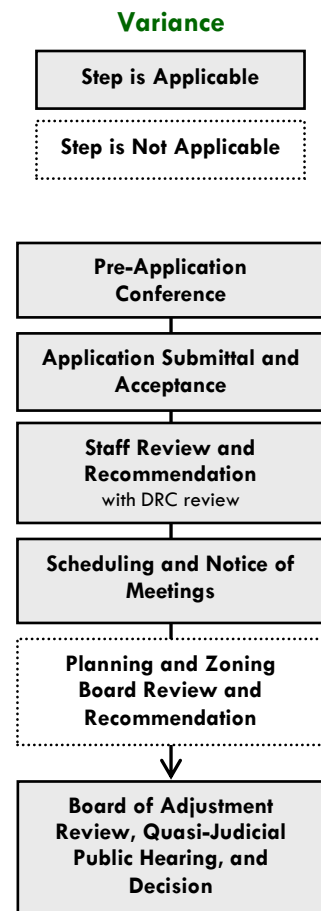 Variance
Step is Applicable
Step is Not Applicable
Pre-Application
Conference
Application Submittal and
Acceptance
Staff Review and
Recommendation
with DRC review
Scheduling and Notice of
Meetings
Planning and Zoning
Board Review and
Recommendation
Board of Adjustment
Review, Quasi-Judicial
Public Hearing, and
Decision